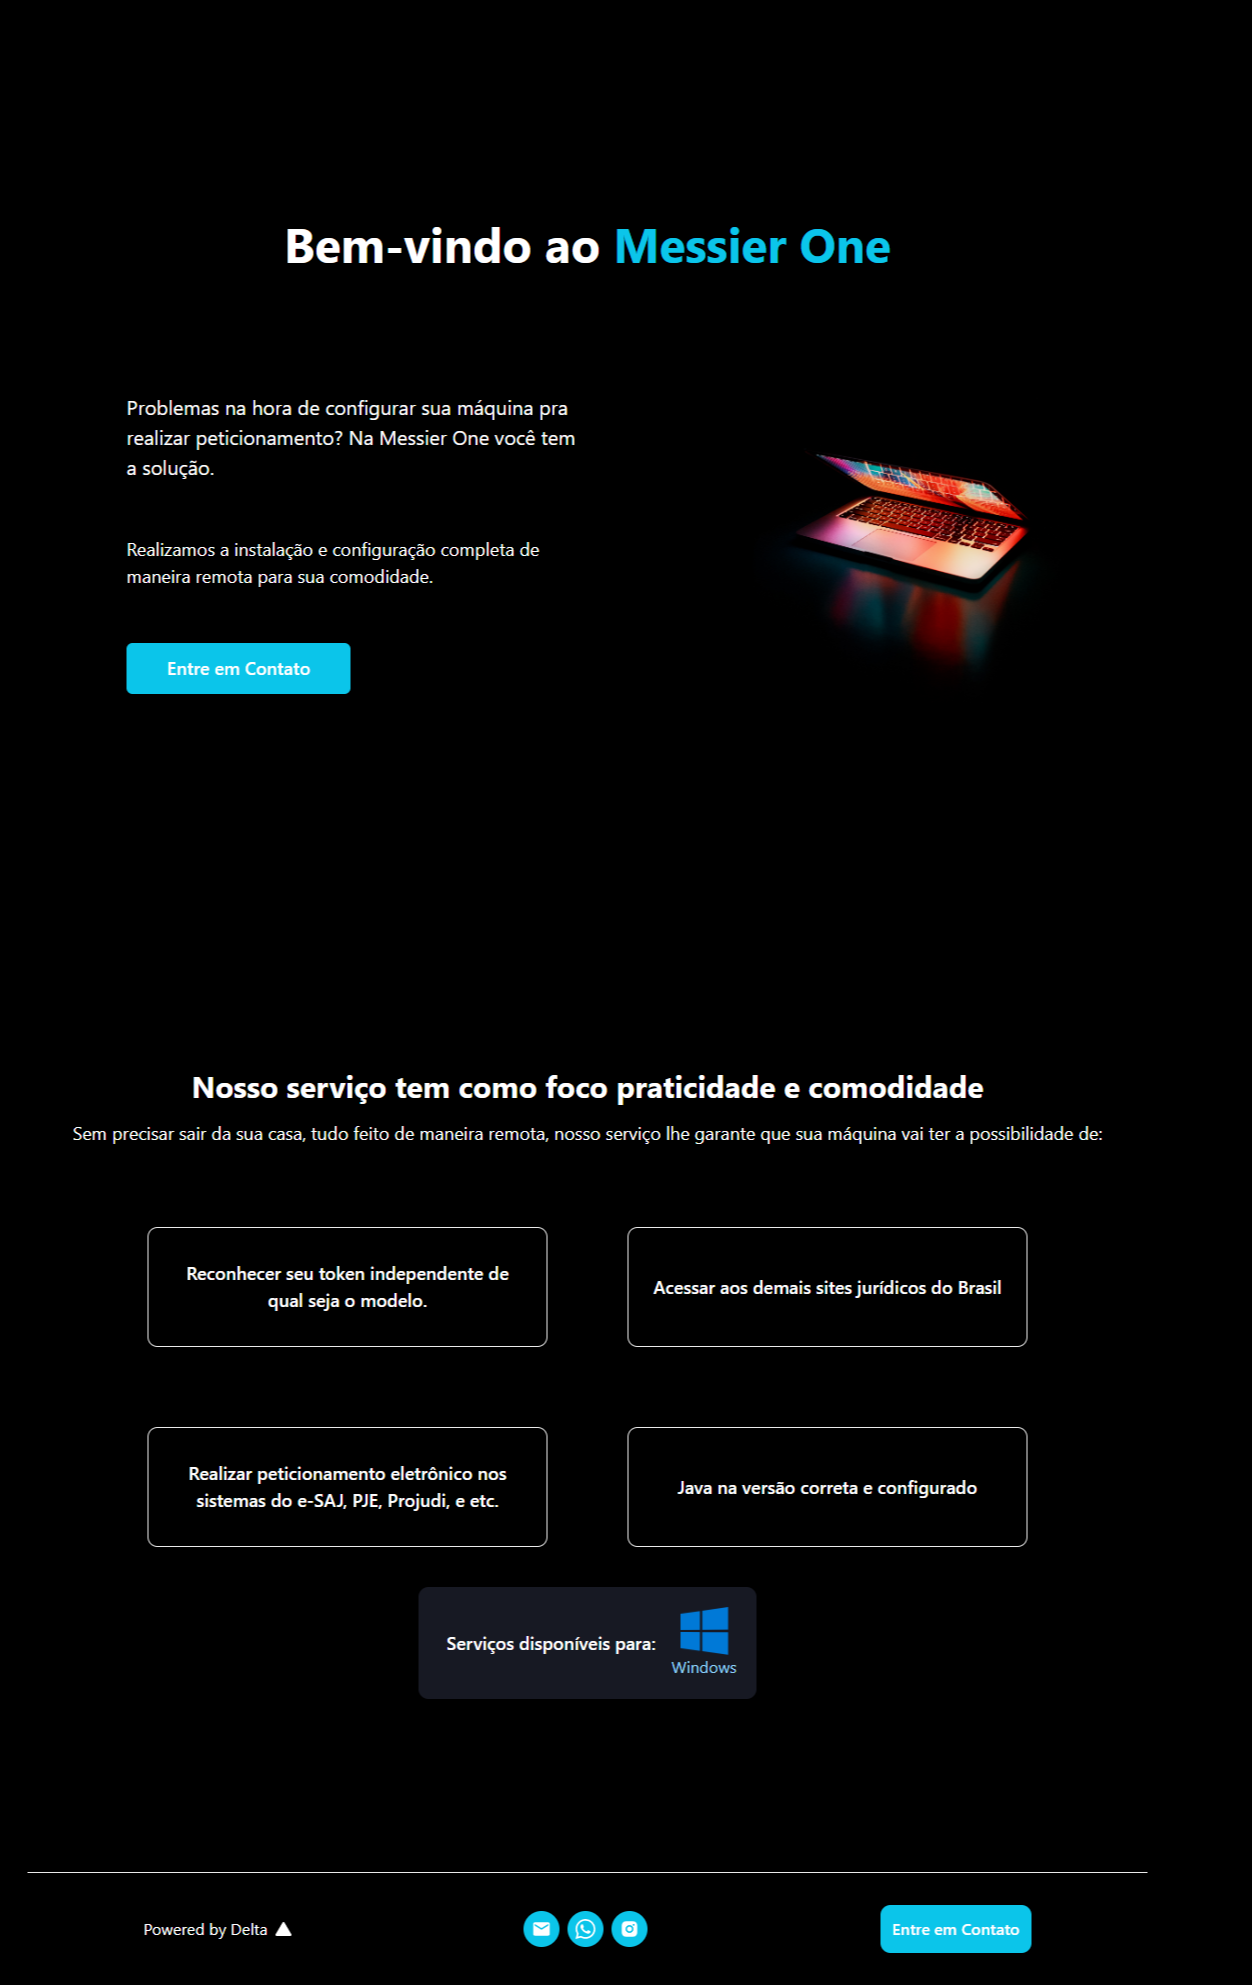 Bem-vindo ao Messier One
Problemas na hora de configurar sua máquina pra
realizar peticionamento? Na Messier One você tem
a solução.
Realizamos a instalação e configuração completa de
maneira remota para sua comodidade.
Entre em Contato
Nosso serviço tem como foco praticidade e comodidade
Sem precisar sair da sua casa, tudo feito de maneira remota, nosso serviço lhe garante que sua máquina vai ter a possibilidade de:
Reconhecer seu token independente de
qual seja o modelo.
Acessar aos demais sites jurídicos do Brasil
Realizar peticionamento eletrônico nos
sistemas do e-SAJ, PJE, Projudi, e etc.
Java na versão correta e configurado
Serviços disponíveis para:
Windows
Powered by Delta
Entre em Contato